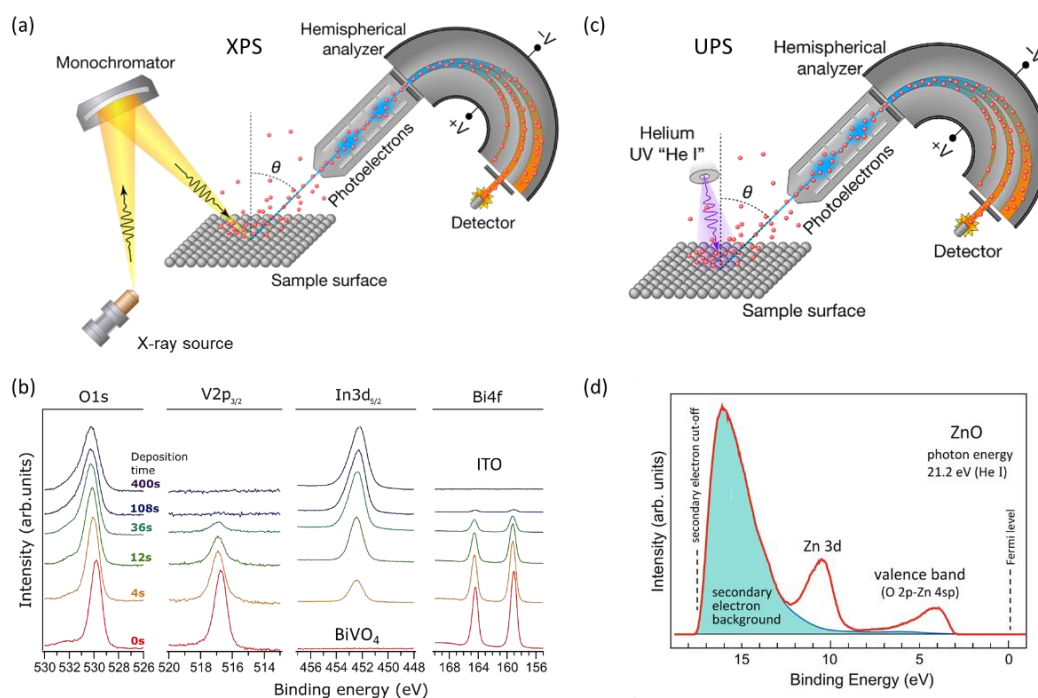 (a)
XPS
Monochromator
Hemispherical
analyzer
–V
+V
θ
Photoelectrons
Detector
Sample surface
X-ray source
(c)
UPS
Hemispherical
analyzer
–V
+V
Helium
UV "He I"
θ
Photoelectrons
Detector
Sample surface
(b)
O1s
V2p3/2
In3d5/2
Bi4f
Intensity (arb.units)
Deposition
time
400s
108s
36s
12s
4s
0s
ITO
BiVO4
530 532 530 528 526
520 518 516 514 512
456 454 452 450 448
168 164 160 156
Binding energy (eV)
(d)
Intensity (arb. units)
secondary electron cut-off
ZnO
photon energy
21.2 eV (He I)
Fermi level
Zn 3d
valence band
(O 2p-Zn 4sp)
secondary
electron
background
15 10 5 0
Binding Energy (eV)